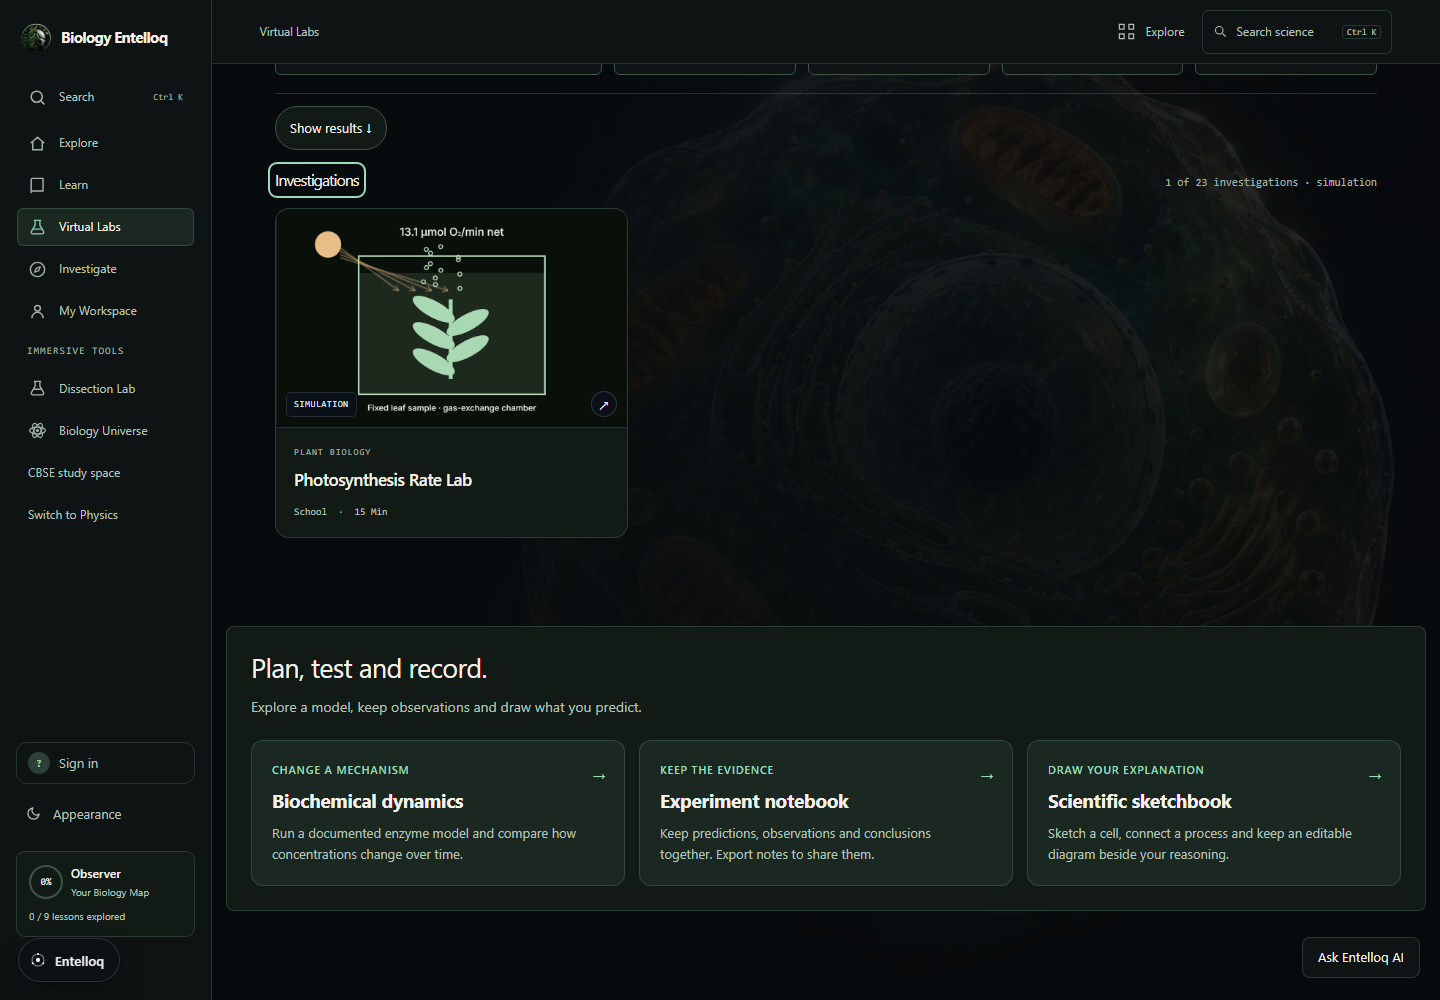 Biology Entelloq
Search Ctrl K
Explore
Learn
Virtual Labs
Investigate
My Workspace
IMMERSIVE TOOLS
Dissection Lab
Biology Universe
CBSE study space
Switch to Physics
? Sign in
Appearance
0% Observer
Your Biology Map
0 / 9 lessons explored
Entelloq
Virtual Labs
Explore
Search science Ctrl K
Show results ↓
Investigations
1 of 23 investigations · simulation
13.1 µmol O₂/min net
SIMULATION
Fixed leaf sample · gas-exchange chamber
↗
PLANT BIOLOGY
Photosynthesis Rate Lab
School · 15 Min
Plan, test and record.
Explore a model, keep observations and draw what you predict.
CHANGE A MECHANISM →
Biochemical dynamics
Run a documented enzyme model and compare how
concentrations change over time.
KEEP THE EVIDENCE →
Experiment notebook
Keep predictions, observations and conclusions
together. Export notes to share them.
DRAW YOUR EXPLANATION →
Scientific sketchbook
Sketch a cell, connect a process and keep an editable
diagram beside your reasoning.
Ask Entelloq AI